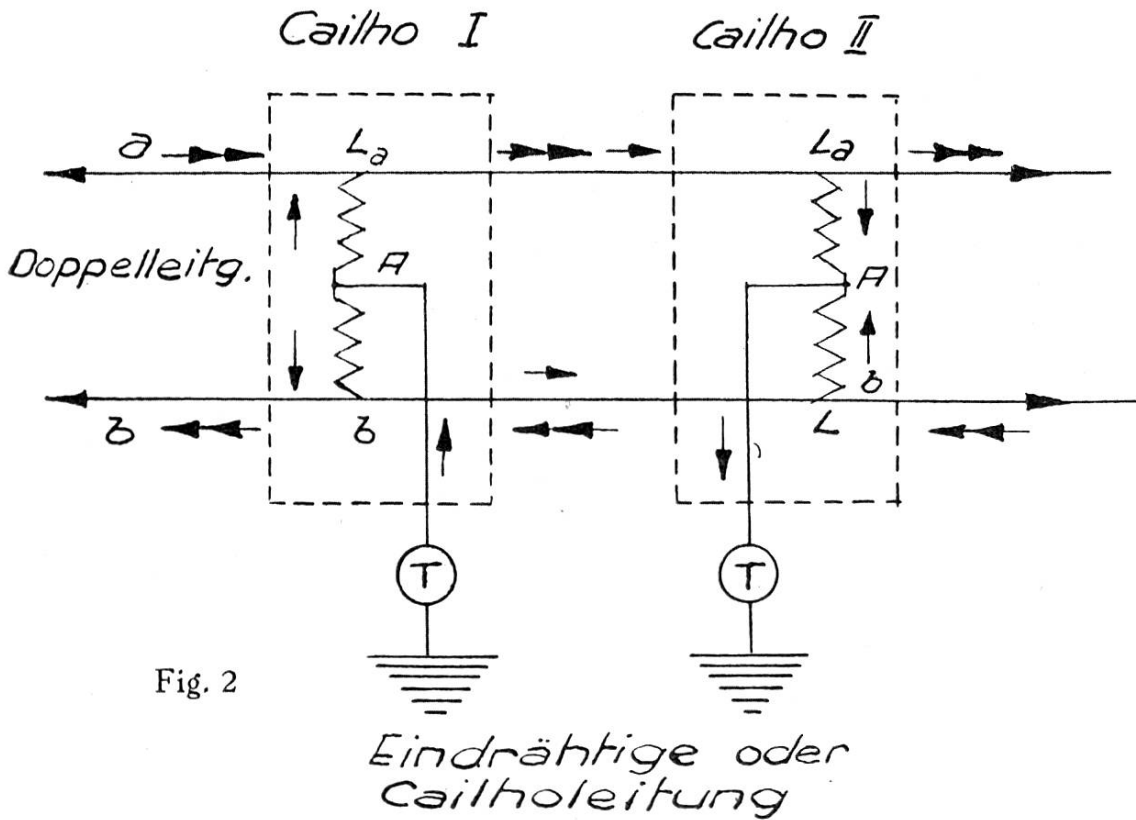 Cailho I
Cailho II
a
La
La
Doppelleitg.
A
A
b
b
b
L
T
T
Fig. 2
Eindrähtige oder
Cailholeitung